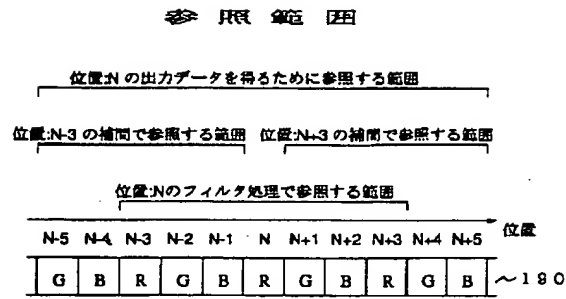 参照範囲
位置:Nの出力データを得るために参照する範囲
位置:N-3の補間で参照する範囲 位置:N+3の補間で参照する範囲
位置:Nのフィルタ処理で参照する範囲
位置
N-5 N-4 N-3 N-2 N-1 N N+1 N+2 N+3 N+4 N+5
G B R G B R G B R G B ～190